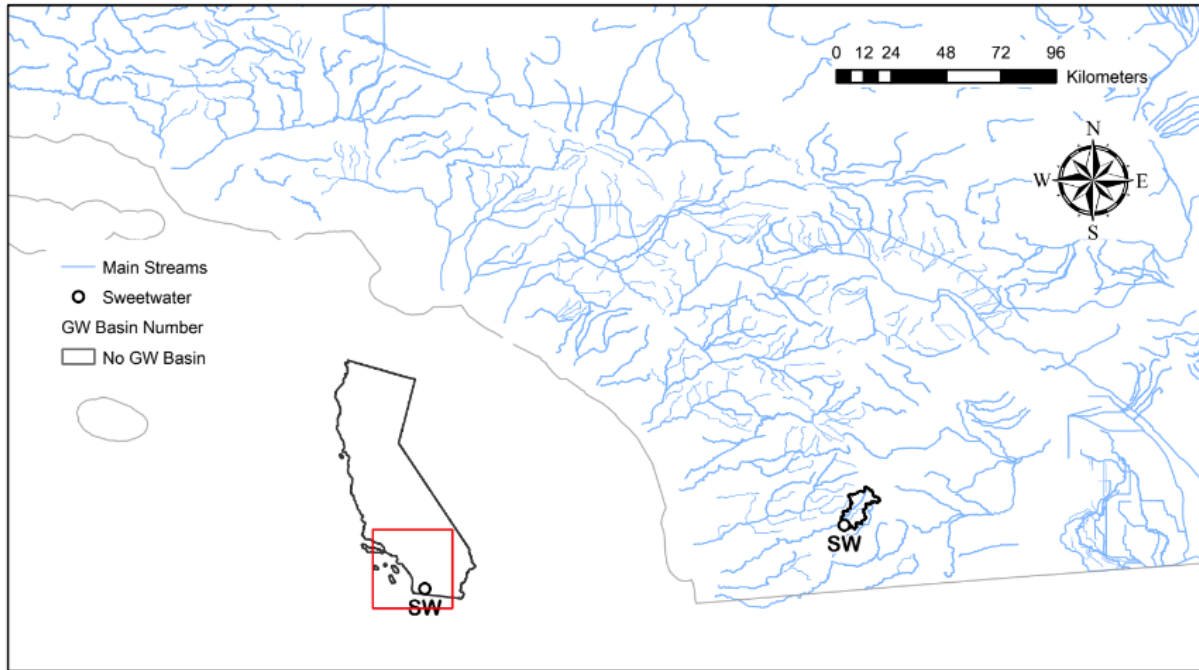 0 12 24 48 72 96
Kilometers
N
W E
S
Main Streams
Sweetwater
GW Basin Number
No GW Basin
SW
SW